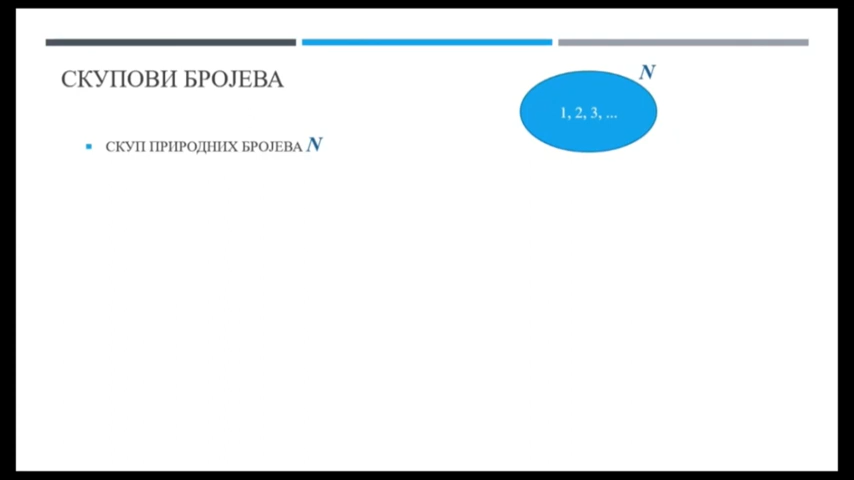 СКУПОВИ БРОЈЕВА
N
1, 2, 3, ...
СКУП ПРИРОДНИХ БРОЈЕВА N